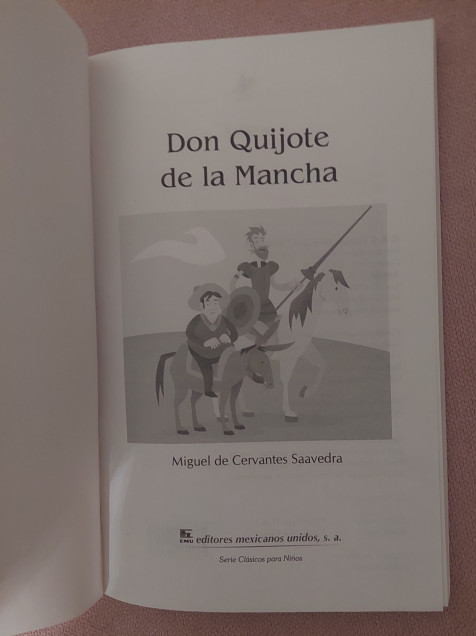 Don Quijote
de la Mancha
Miguel de Cervantes Saavedra
EMU editores mexicanos unidos, s. a.
Serie Clásicos para Niños